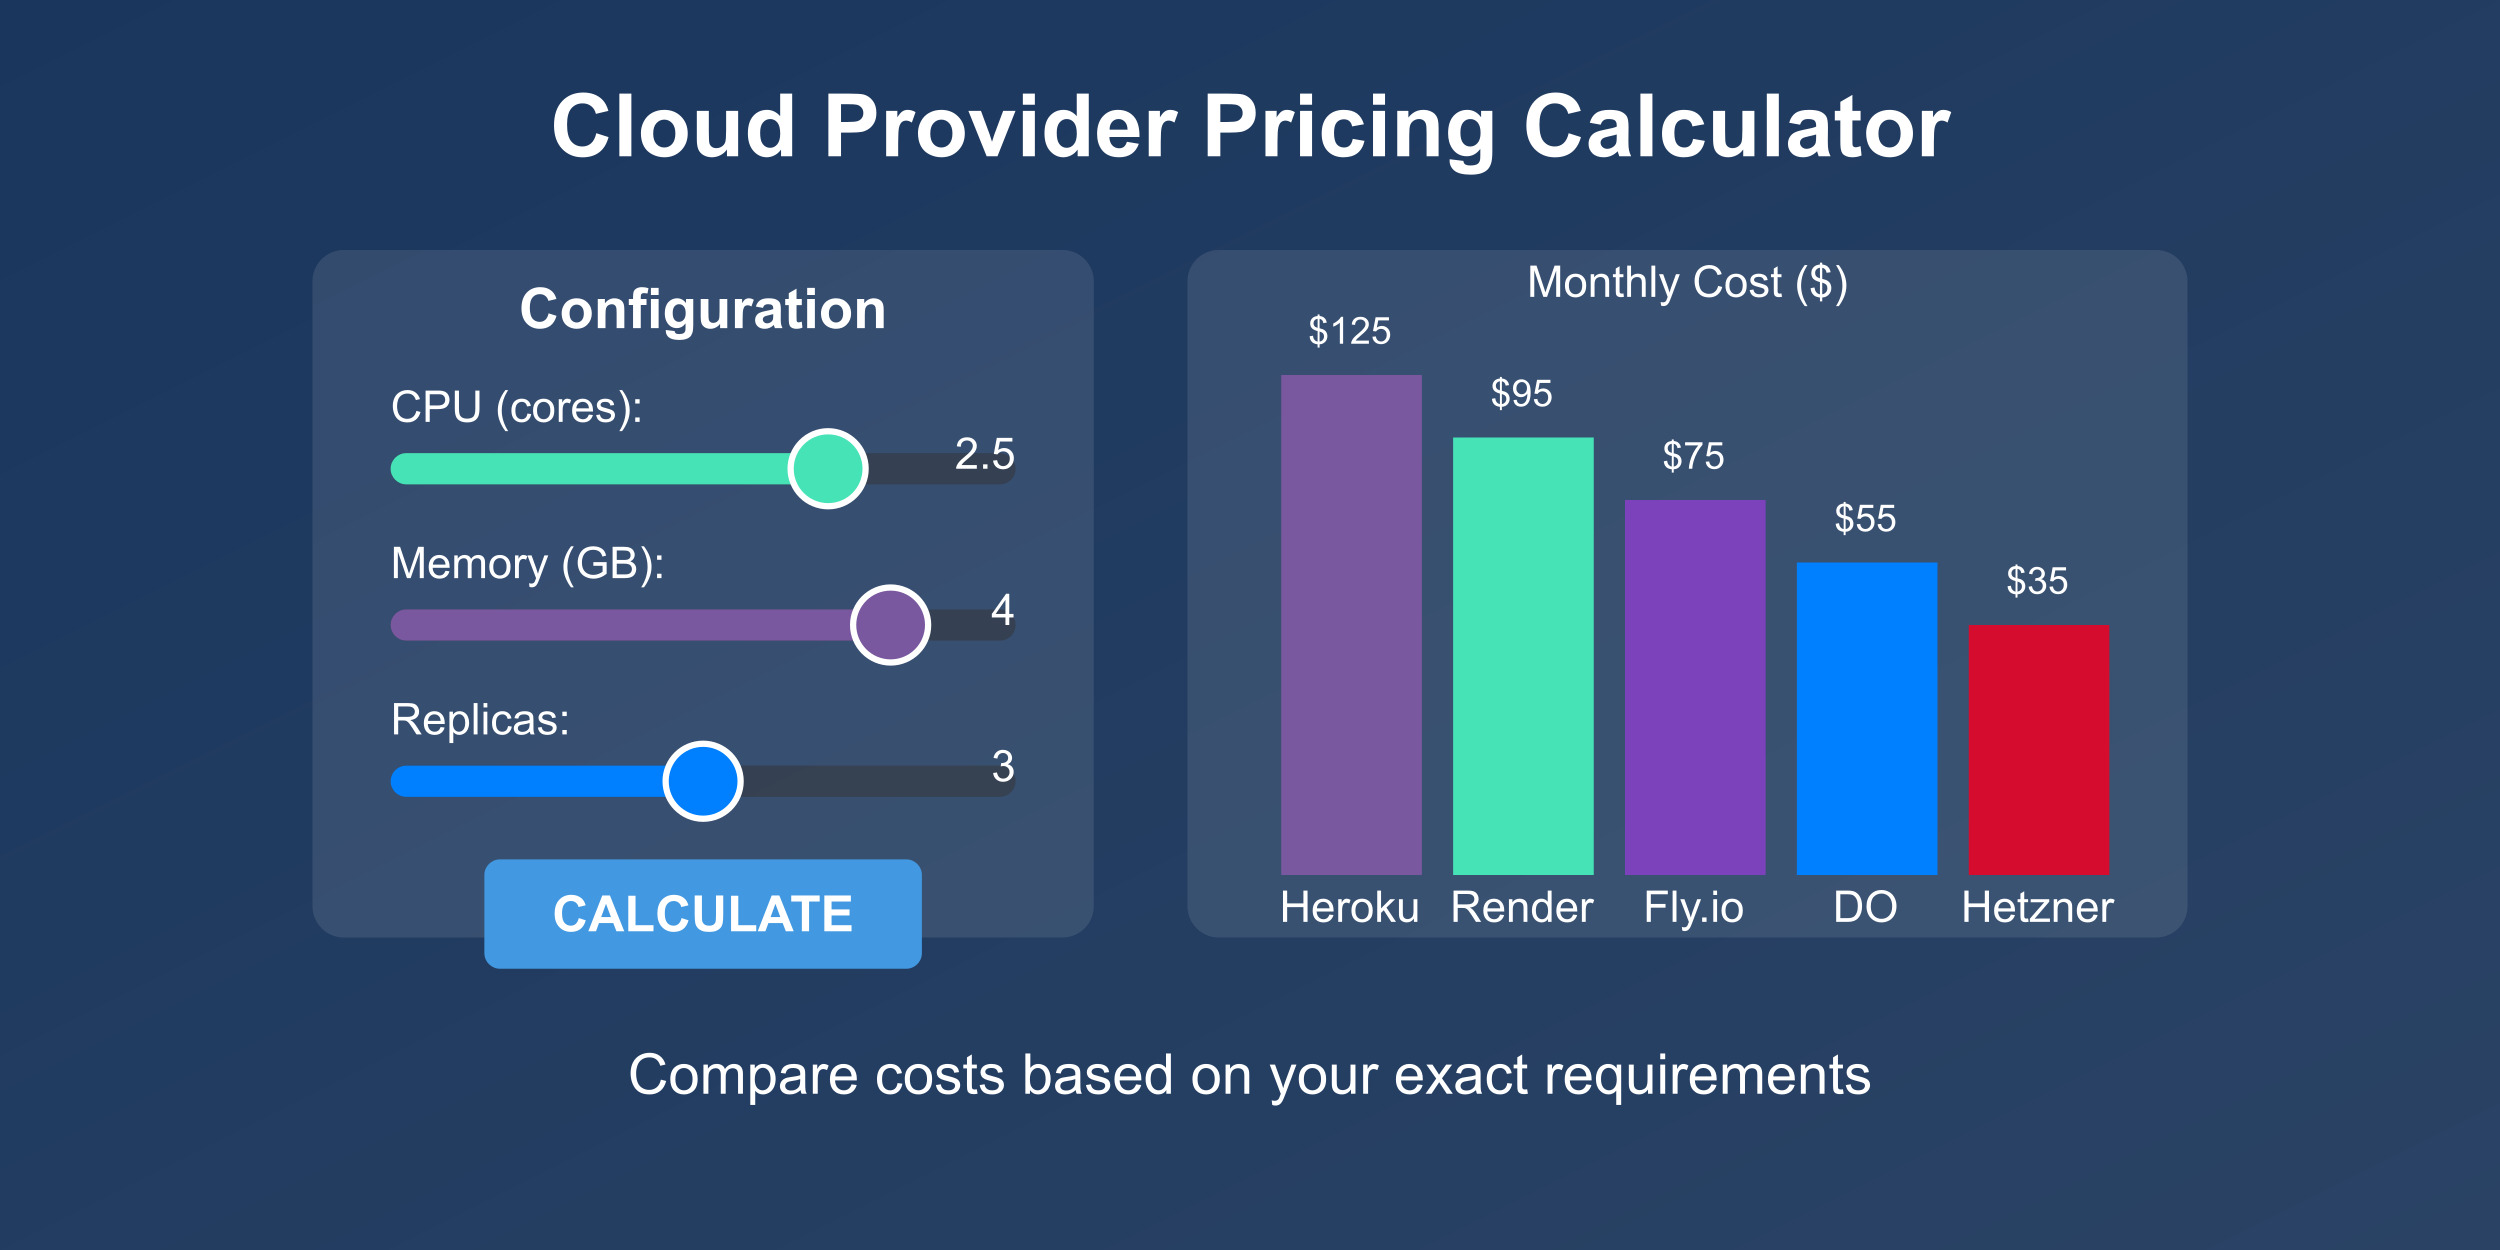 Cloud Provider Pricing Calculator
Configuration
CPU (cores):
2.5
Memory (GB):
4
Replicas:
3
CALCULATE
Monthly Cost ($)
$125
$95
$75
$55
$35
Heroku Render Fly.io DO Hetzner
Compare costs based on your exact requirements